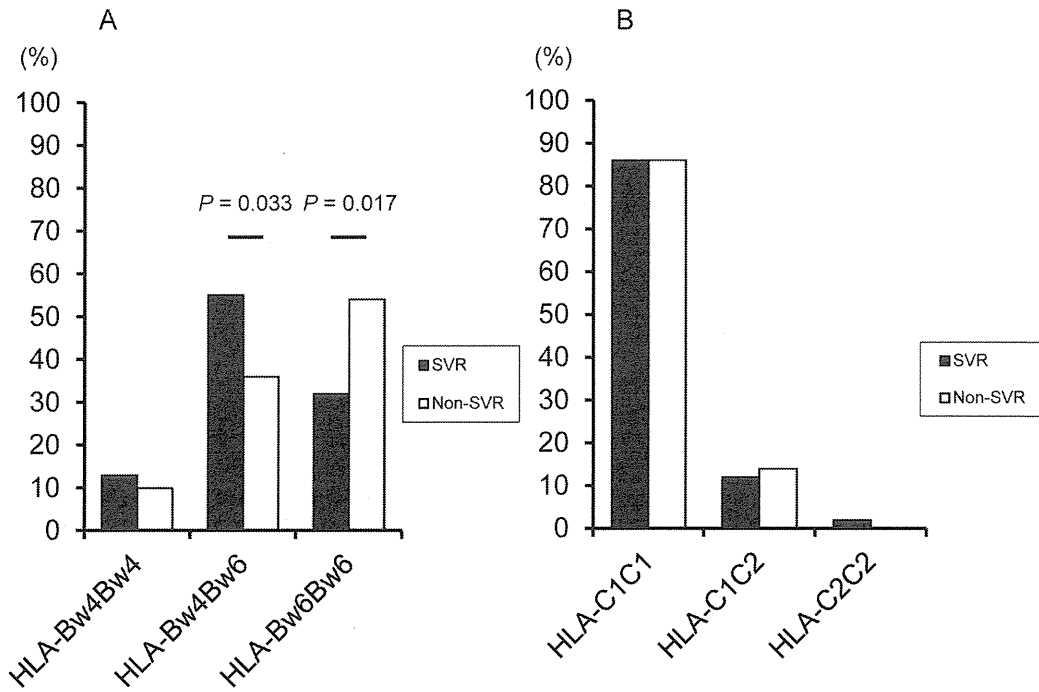 A
(%)
100
90
80
70
60
50
40
30
20
10
0
P = 0.033
P = 0.017
HLA-Bw4Bw4
HLA-Bw4Bw6
HLA-Bw6Bw6
SVR
Non-SVR
B
(%)
100
90
80
70
60
50
40
30
20
10
0
HLA-C1C1
HLA-C1C2
HLA-C2C2
SVR
Non-SVR